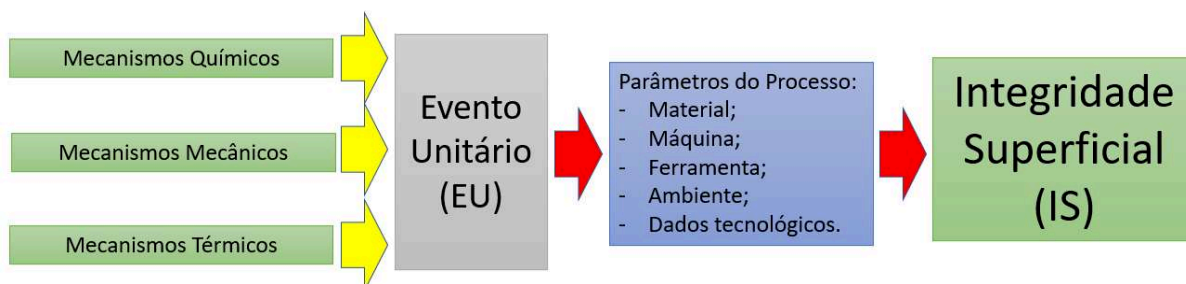 Mecanismos Químicos
Mecanismos Mecânicos
Mecanismos Térmicos
Evento
Unitário
(EU)
Parâmetros do Processo:
- Material;
- Máquina;
- Ferramenta;
- Ambiente;
- Dados tecnológicos.
Integridade
Superficial
(IS)